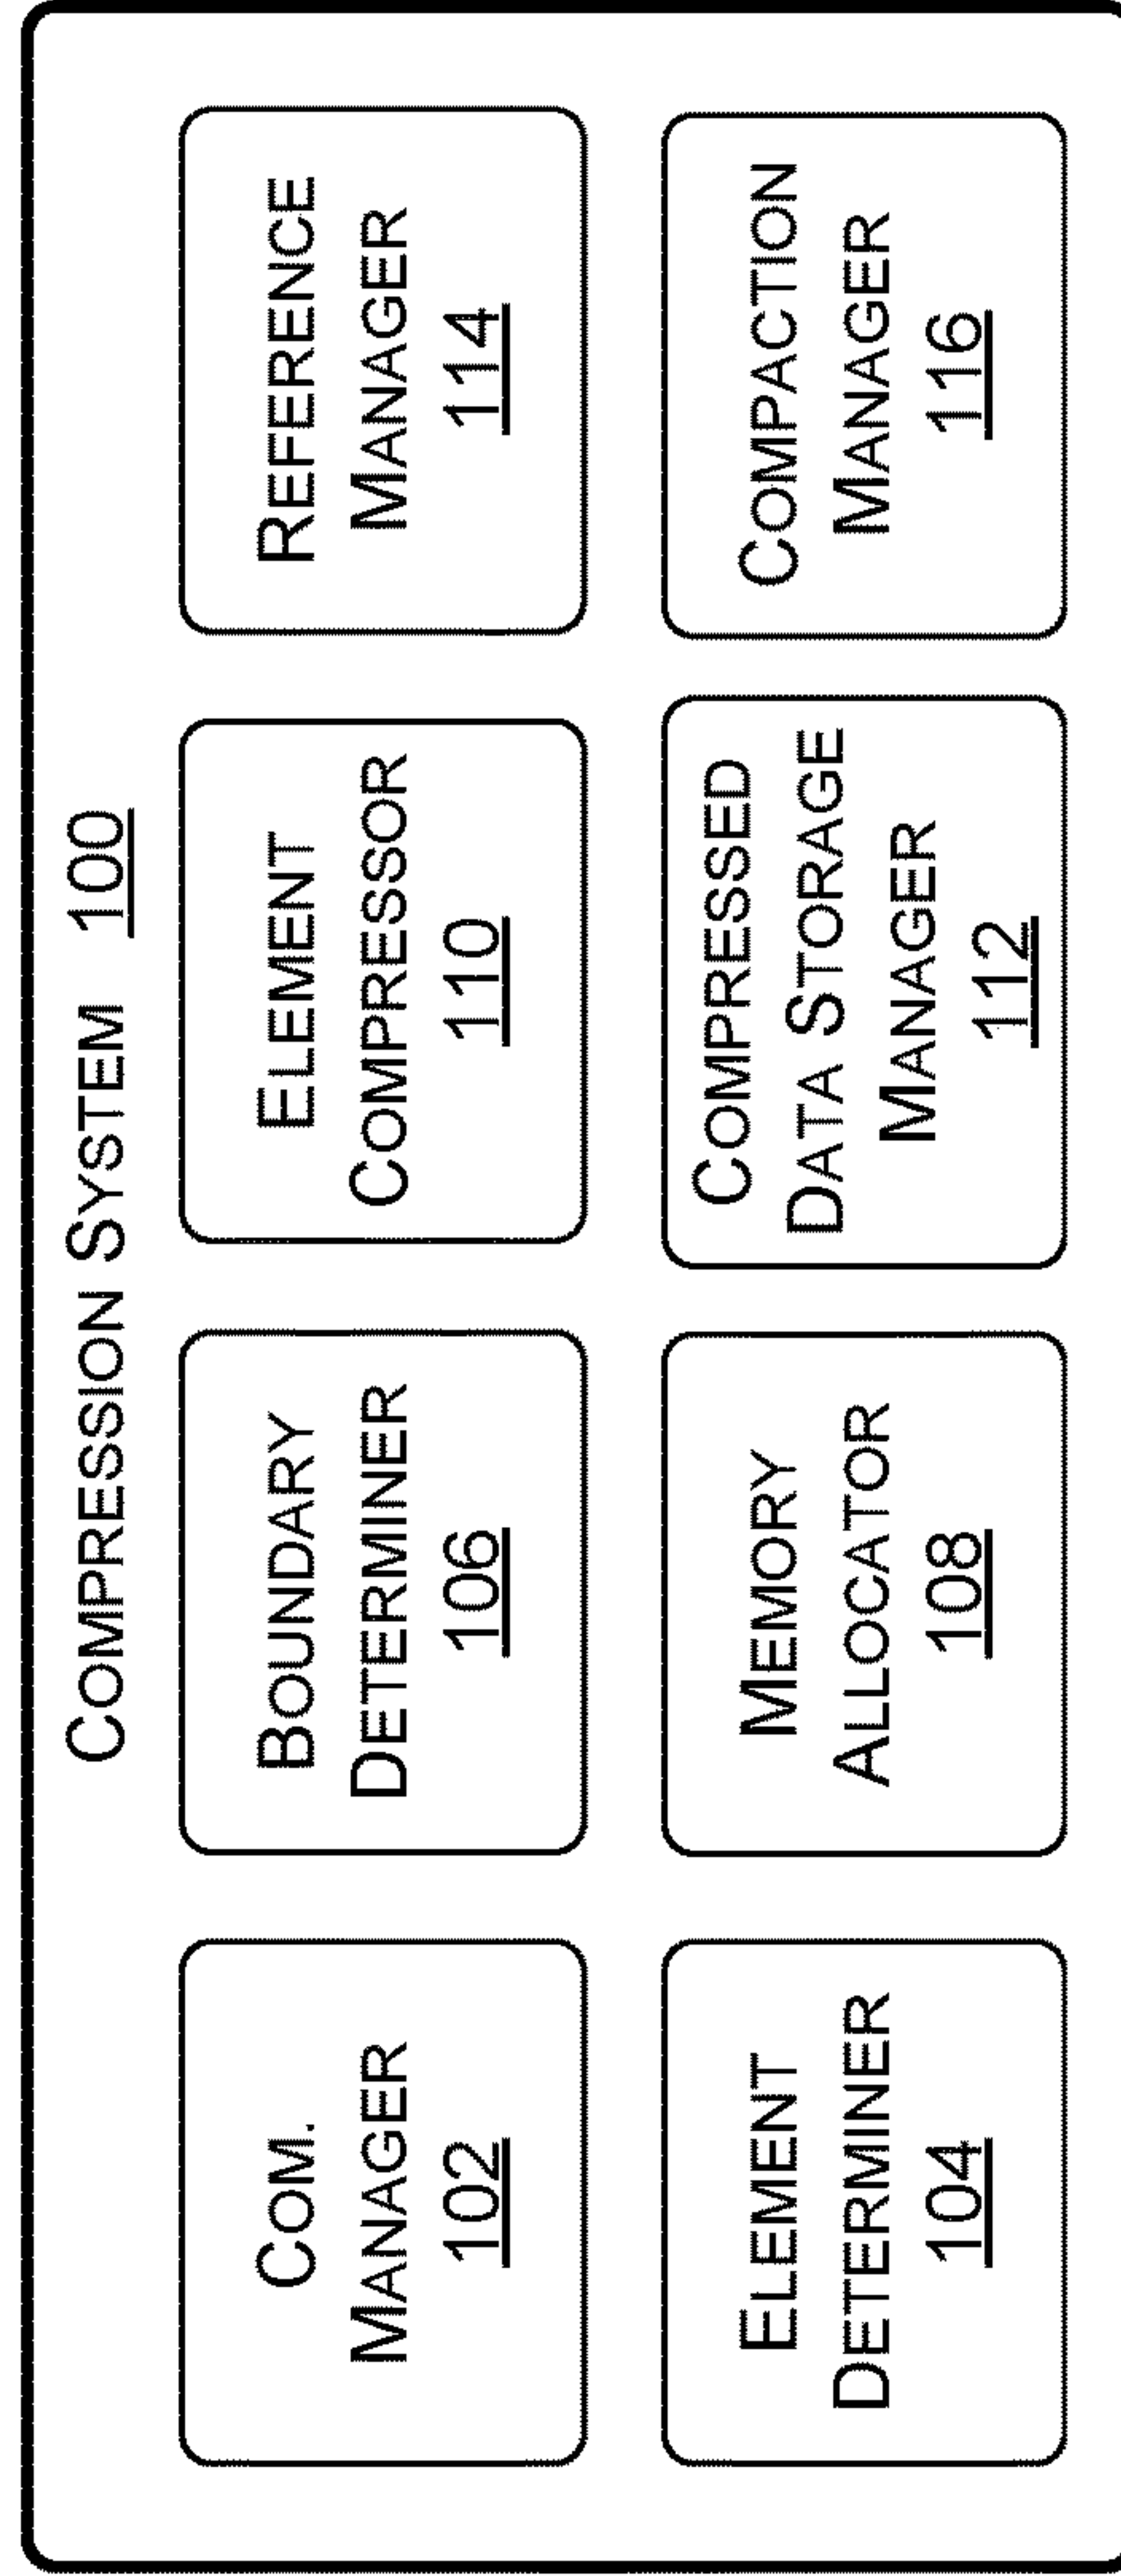 COMPRESSION SYSTEM 100
COM.
MANAGER
102
BOUNDARY
DETERMINER
106
ELEMENT
COMPRESSOR
110
REFERENCE
MANAGER
114
ELEMENT
DETERMINER
104
MEMORY
ALLOCATOR
108
COMPRESSED
DATA STORAGE
MANAGER
112
COMPACTION
MANAGER
116